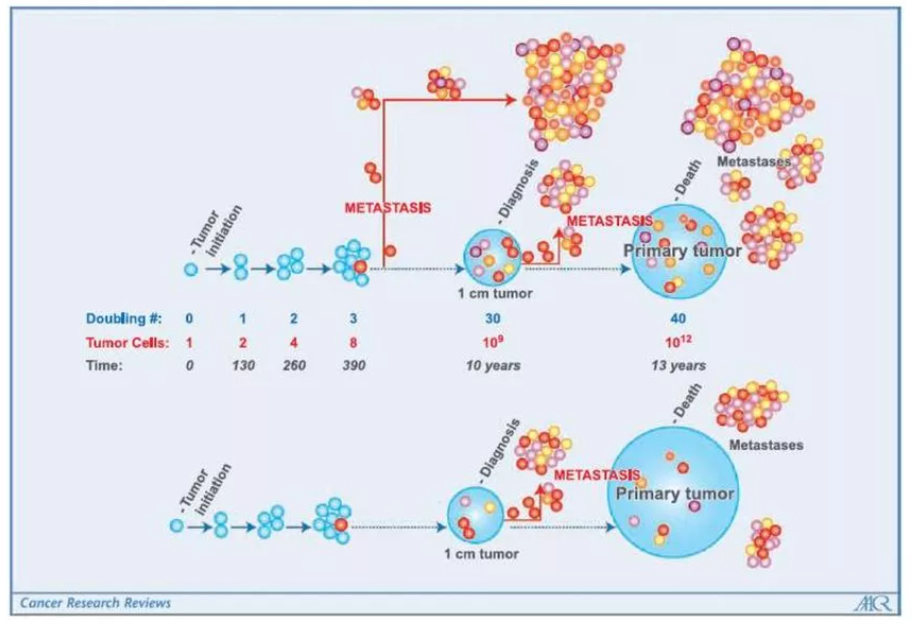 - Tumor
initiation
METASTASIS
- Diagnosis
METASTASIS
- Death
Metastases
Primary tumor
1 cm tumor
Doubling #: 0 1 2 3 30 40
Tumor Cells: 1 2 4 8 10⁹ 10¹²
Time: 0 130 260 390 10 years 13 years
- Tumor
initiation
- Diagnosis
METASTASIS
- Death
Metastases
Primary tumor
1 cm tumor
Cancer Research Reviews
AACR